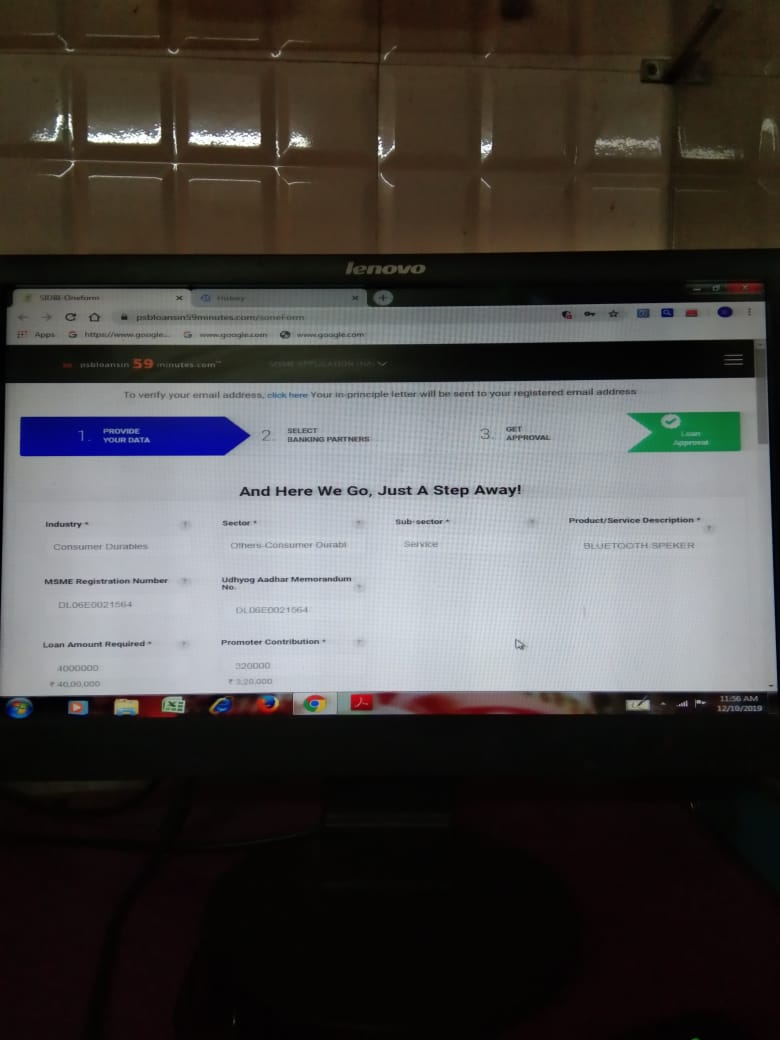 lenovo
SIDBI-Oneform
psbloansin59minutes.com/soneForm
Apps https://www.google... www.google.com www.google.com
psbloansin 59 minutes.com™ MSME APPLICATION (NA)
To verify your email address, click here Your in-principle letter will be sent to your registered email address
1. PROVIDE
YOUR DATA
2. SELECT
BANKING PARTNERS
3. GET
APPROVAL
Loan
Approval
And Here We Go, Just A Step Away!
Industry * ? Sector * ? Sub-sector * ? Product/Service Description * ?
Consumer Durables Others-Consumer Durabl Service BLUETOOTH SPEKER
MSME Registration Number ? Udhyog Aadhar Memorandum
No. ?
DL06E0021564 DL06E0021564
Loan Amount Required * ? Promoter Contribution * ?
4000000 320000
₹ 40,00,000 ₹ 3,20,000
11:56 AM
12/10/2019